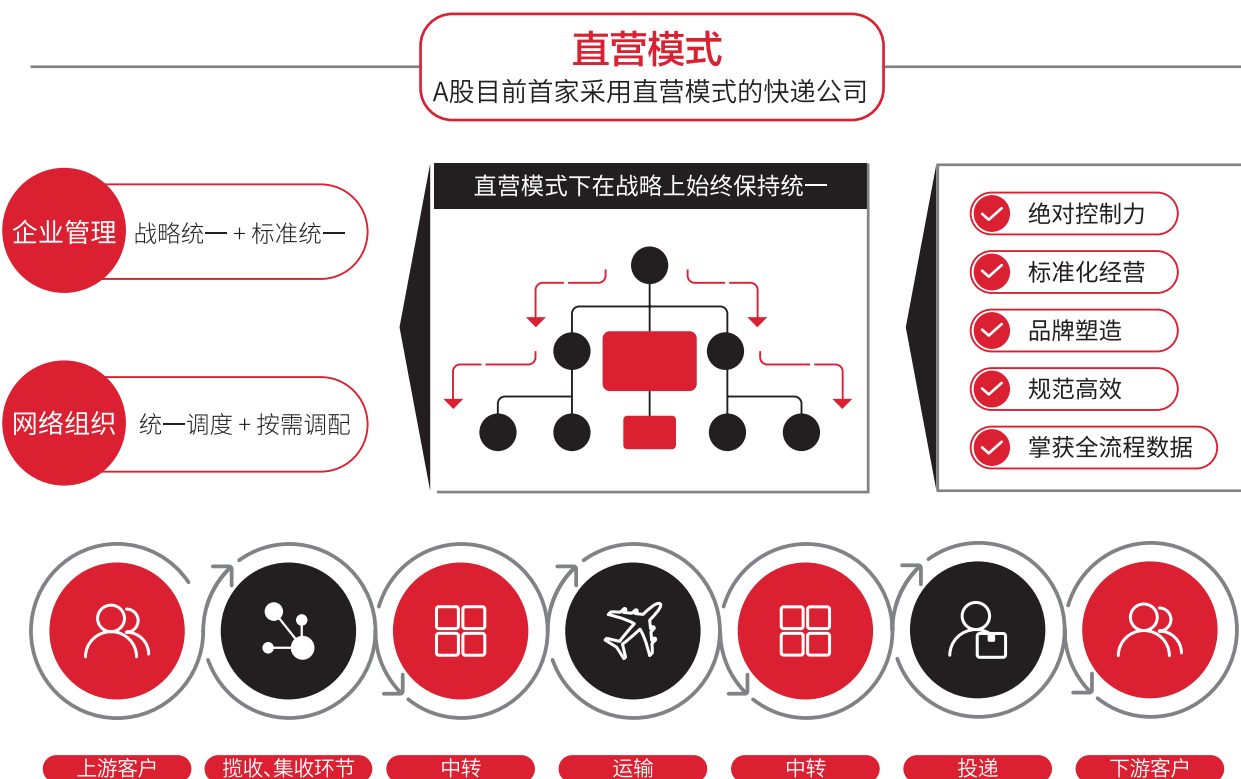 直营模式
A股目前首家采用直营模式的快递公司
企业管理
战略统一 + 标准统一
网络组织
统一调度 + 按需调配
直营模式下在战略上始终保持统一
绝对控制力
标准化经营
品牌塑造
规范高效
掌获全流程数据
上游客户
揽收、集收环节
中转
运输
中转
投递
下游客户